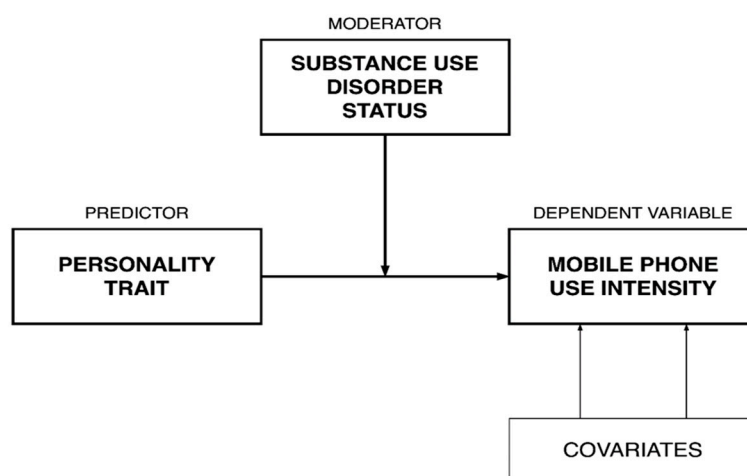 MODERATOR
SUBSTANCE USE
DISORDER
STATUS
PREDICTOR
PERSONALITY
TRAIT
DEPENDENT VARIABLE
MOBILE PHONE
USE INTENSITY
COVARIATES